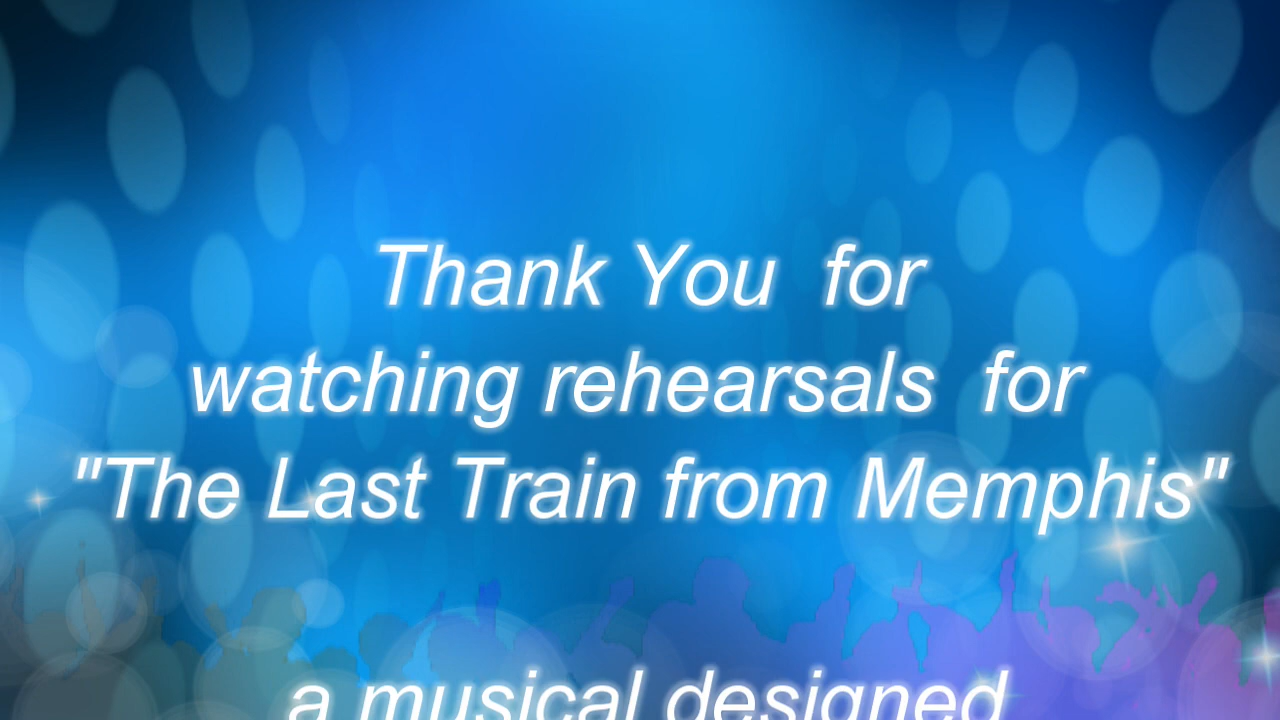 Thank You  for
watching rehearsals  for
"The Last Train from Memphis"
a musical designed